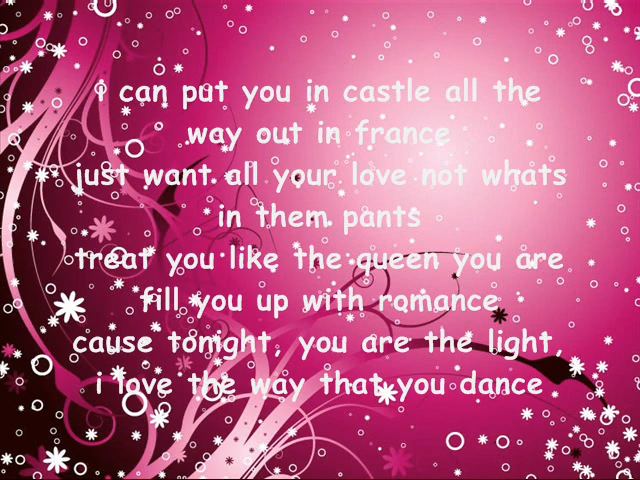 i can put you in castle all the
way out in france
just want all your love not whats
in them pants
treat you like the queen you are
fill you up with romance
cause tonight, you are the light,
i love the way that you dance